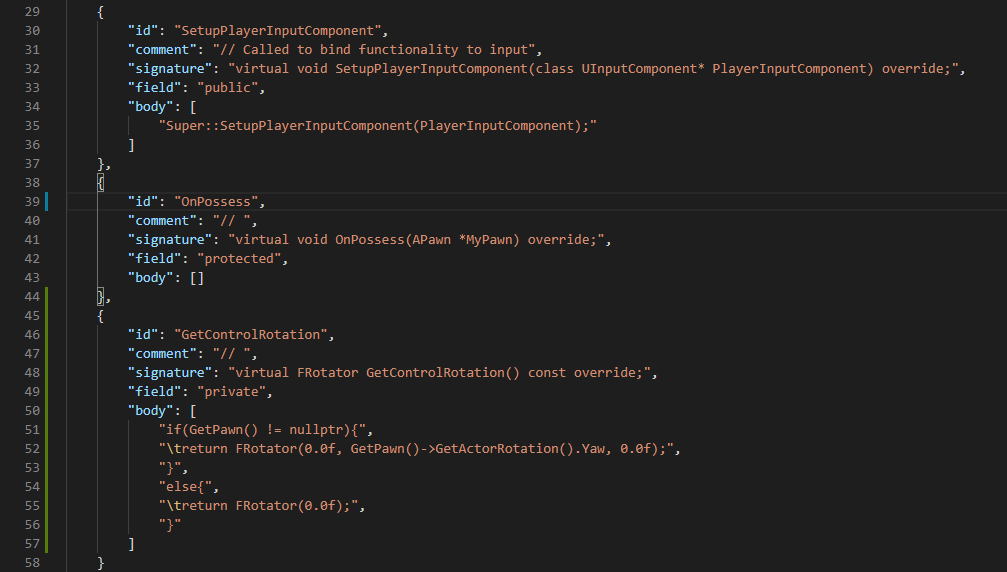 29 {
30 "id": "SetupPlayerInputComponent",
31 "comment": "// Called to bind functionality to input",
32 "signature": "virtual void SetupPlayerInputComponent(class UInputComponent* PlayerInputComponent) override;",
33 "field": "public",
34 "body": [
35 "Super::SetupPlayerInputComponent(PlayerInputComponent);"
36 ]
37 },
38 {
39 "id": "OnPossess",
40 "comment": "// ",
41 "signature": "virtual void OnPossess(APawn *MyPawn) override;",
42 "field": "protected",
43 "body": []
44 },
45 {
46 "id": "GetControlRotation",
47 "comment": "// ",
48 "signature": "virtual FRotator GetControlRotation() const override;",
49 "field": "private",
50 "body": [
51 "if(GetPawn() != nullptr){",
52 "\treturn FRotator(0.0f, GetPawn()->GetActorRotation().Yaw, 0.0f);",
53 "}",
54 "else{",
55 "\treturn FRotator(0.0f);",
56 "}"
57 ]
58 }